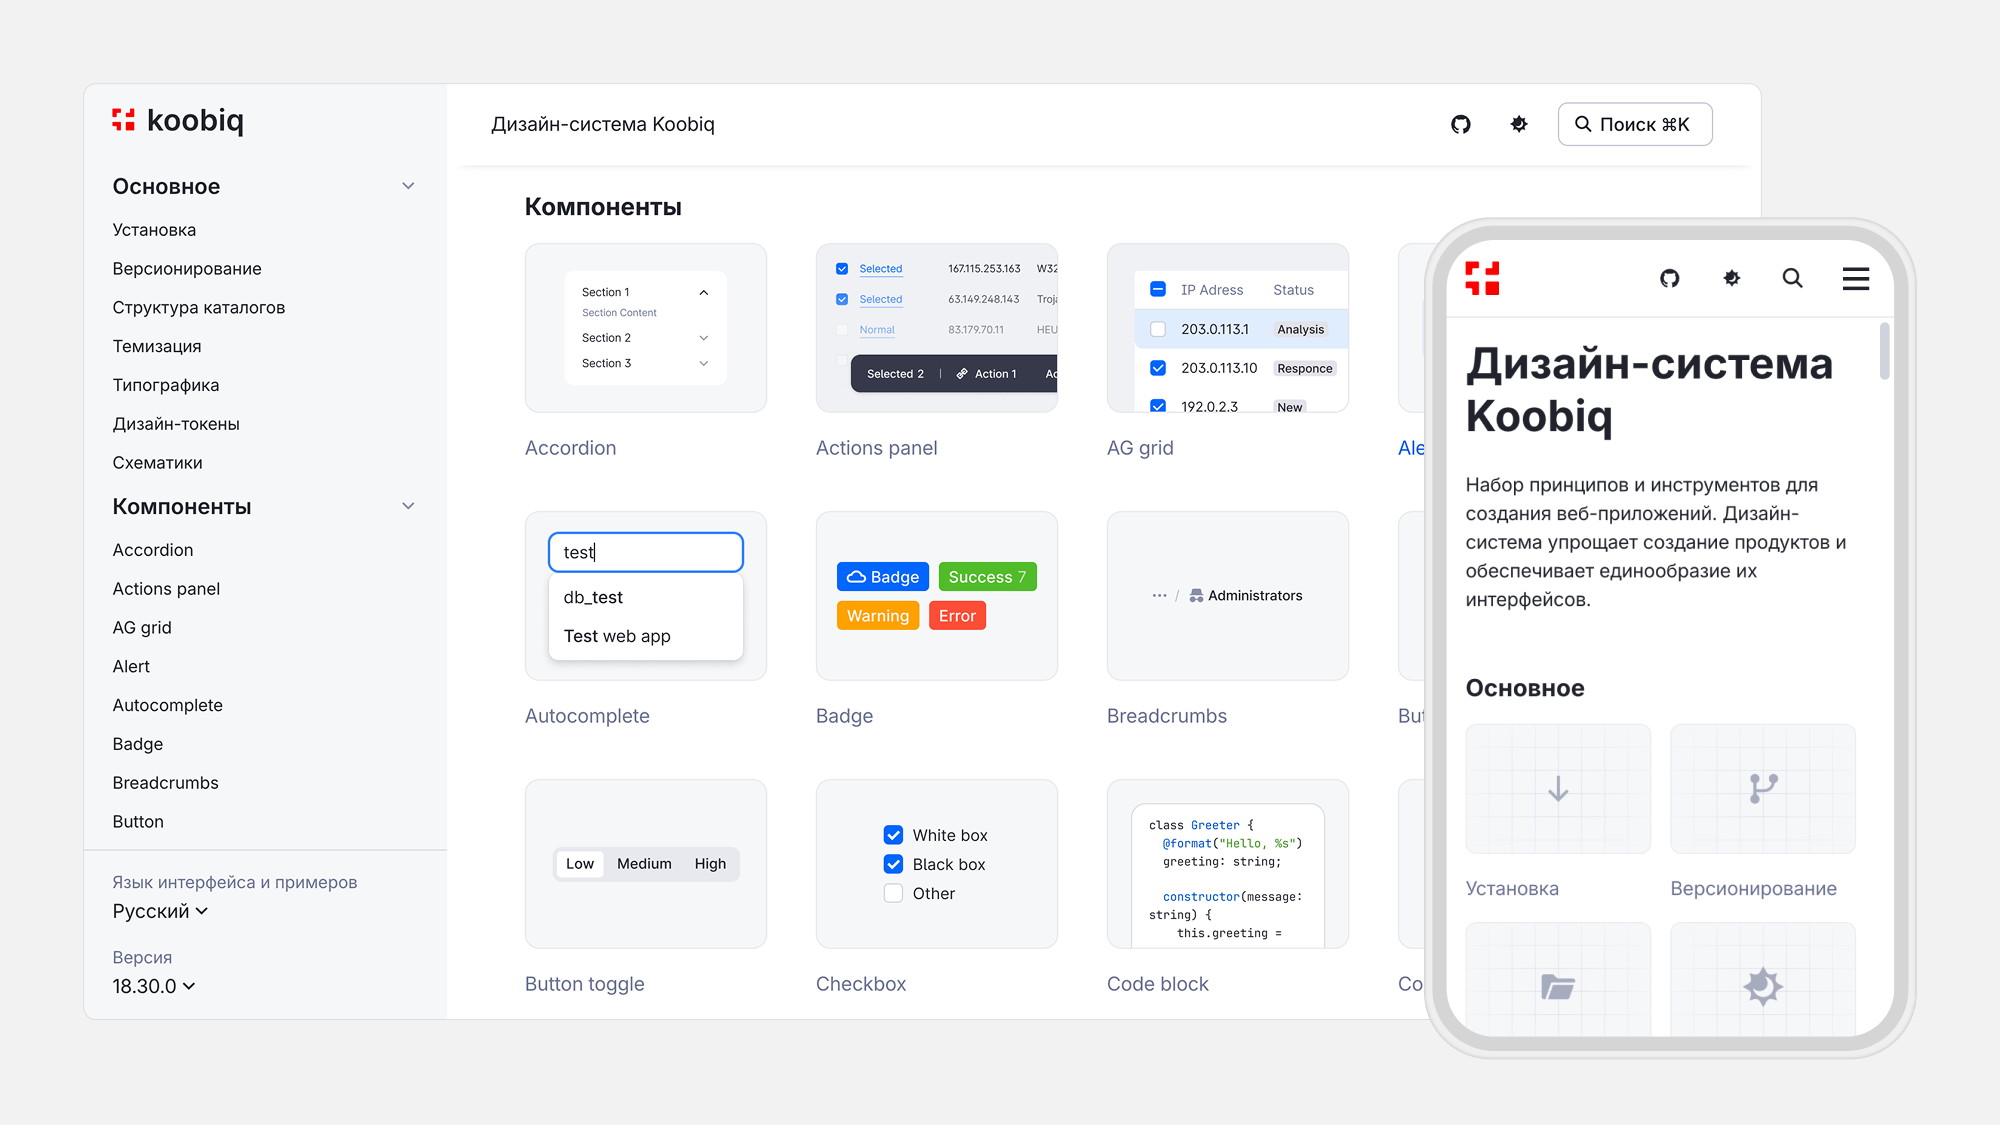 koobiq
Основное
Установка
Версионирование
Структура каталогов
Темизация
Типографика
Дизайн-токены
Схематики
Компоненты
Accordion
Actions panel
AG grid
Alert
Autocomplete
Badge
Breadcrumbs
Button
Язык интерфейса и примеров
Русский
Версия
18.30.0
Дизайн-система Koobiq
Поиск ⌘K
Компоненты
Section 1
Section Content
Section 2
Section 3
Accordion
Selected 167.115.253.163 W32
Selected 63.149.248.143 Troj
Normal 83.179.70.11 HEU
Selected 2 | Action 1 Ac
Actions panel
IP Adress Status
203.0.113.1 Analysis
203.0.113.10 Responce
192.0.2.3 New
AG grid
Ale
test
db_test
Test web app
Autocomplete
Badge Success 7
Warning Error
Badge
··· / Administrators
Breadcrumbs
But
Low Medium High
Button toggle
White box
Black box
Other
Checkbox
class Greeter {
@format("Hello, %s")
greeting: string;
constructor(message:
string) {
this.greeting =
Code block
Co
Дизайн-система
Koobiq
Набор принципов и инструментов для
создания веб-приложений. Дизайн-
система упрощает создание продуктов и
обеспечивает единообразие их
интерфейсов.
Основное
Установка
Версионирование